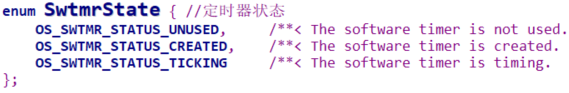 enum SwtmrState { //定时器状态
OS_SWTMR_STATUS_UNUSED, /**< The software timer is not used.
OS_SWTMR_STATUS_CREATED, /**< The software timer is created.
OS_SWTMR_STATUS_TICKING /**< The software timer is timing.
};